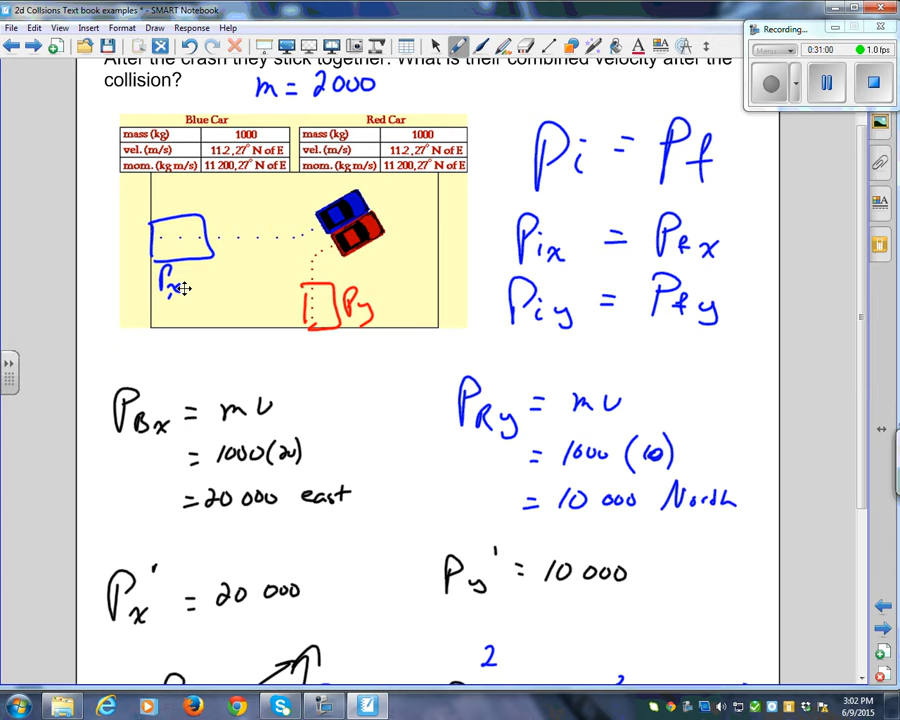 2d Collsions Text book examples * - SMART Notebook
File Edit View Insert Format Draw Response Help
Recording...
Menu
31:00
1.0 fps
After the crash they stick together. What is their combined velocity after the
collision?
m = 2000
Blue Car
mass (kg) 1000
vel. (m/s) 11.2, 27° N of E
mom. (kg m/s) 11 200, 27° N of E
Red Car
mass (kg) 1000
vel. (m/s) 11.2, 27° N of E
mom. (kg m/s) 11 200, 27° N of E
Pi = Pf
Pix = Pfx
Piy = Pfy
Px
Py
PBx = mv
= 1000(20)
= 20 000 east
PRy = mv
= 1000 (10)
= 10 000 North
Px' = 20 000
Py' = 10 000
2
3:02 PM
6/9/2015